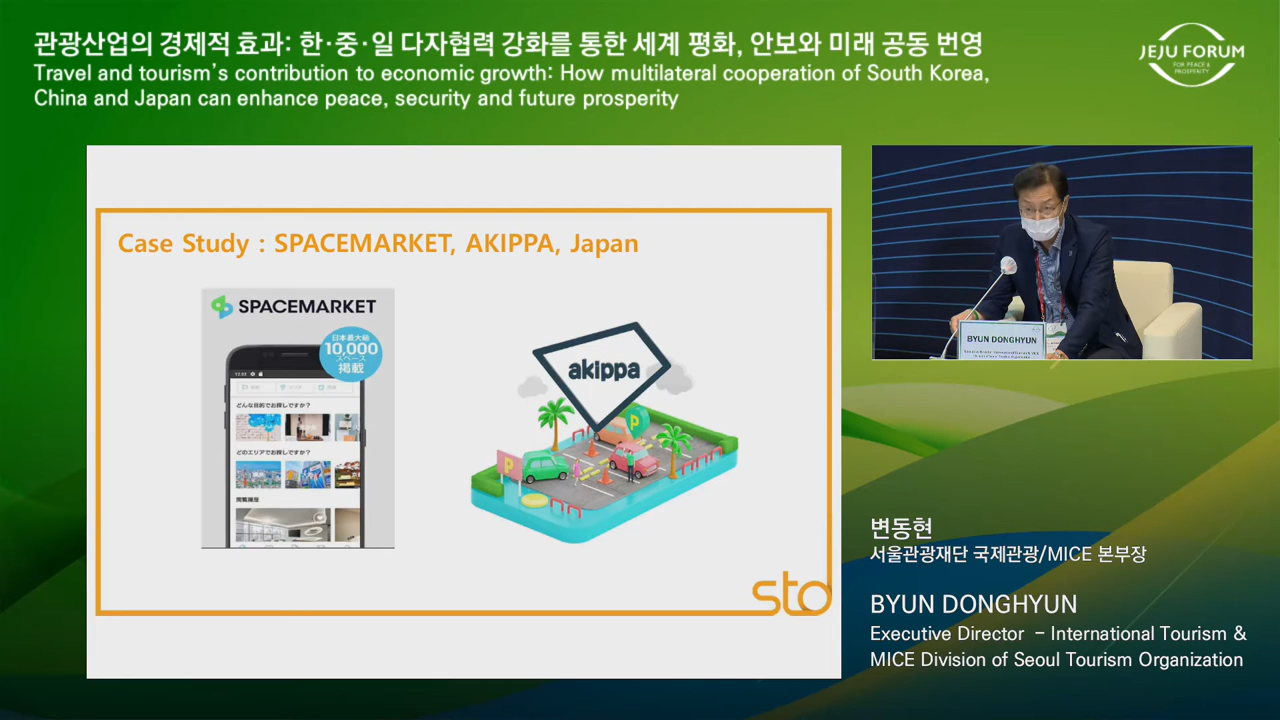 관광산업의 경제적 효과: 한·중·일 다자협력 강화를 통한 세계 평화, 안보와 미래 공동 번영
Travel and tourism's contribution to economic growth: How multilateral cooperation of South Korea,
China and Japan can enhance peace, security and future prosperity
JEJU FORUM
FOR PEACE &
PROSPERITY
Case Study : SPACEMARKET, AKIPPA, Japan
SPACEMARKET
日本最大級
10,000
スペース
掲載
どんな目的でお探しですか？
どのエリアでお探しですか？
閲覧履歴
akippa
P
P
sto
BYUN DONGHYUN
변동현
서울관광재단 국제관광/MICE 본부장
BYUN DONGHYUN
Executive Director - International Tourism &
MICE Division of Seoul Tourism Organization